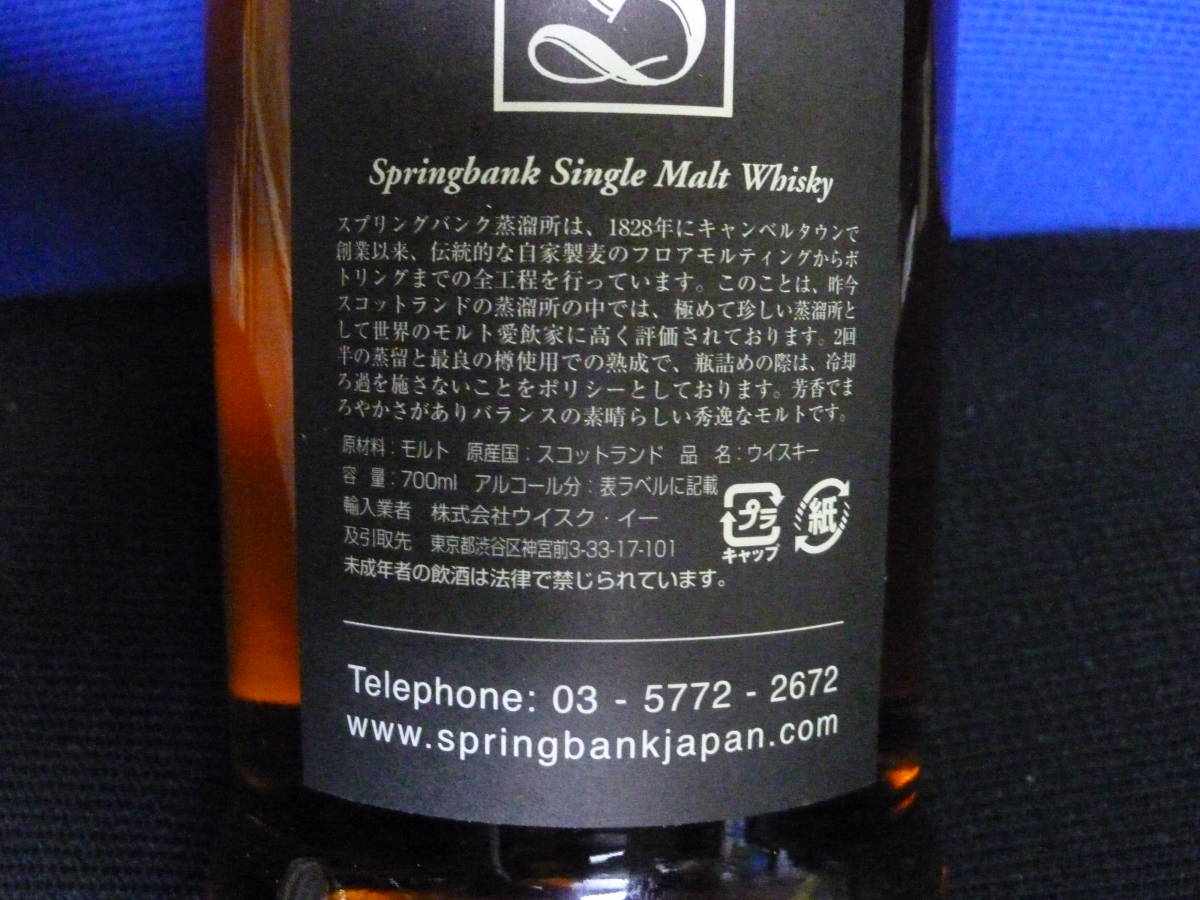 S
Springbank Single Malt Whisky
スプリングバンク蒸溜所は、1828年にキャンベルタウンで
創業以来、伝統的な自家製麦のフロアモルティングからボ
トリングまでの全工程を行っています。このことは、昨今
スコットランドの蒸溜所の中では、極めて珍しい蒸溜所と
して世界のモルト愛飲家に高く評価されております。2回
半の蒸留と最良の樽使用での熟成で、瓶詰めの際は、冷却
ろ過を施さないことをポリシーとしております。芳香でま
ろやかさがありバランスの素晴らしい秀逸なモルトです。
原材料：モルト 原産国：スコットランド 品 名：ウイスキー
容 量：700ml アルコール分：表ラベルに記載
輸入業者 株式会社ウイスク・イー
及引取先 東京都渋谷区神宮前3-33-17-101
プラ
キャップ
紙
未成年者の飲酒は法律で禁じられています。
Telephone: 03 - 5772 - 2672
www.springbankjapan.com